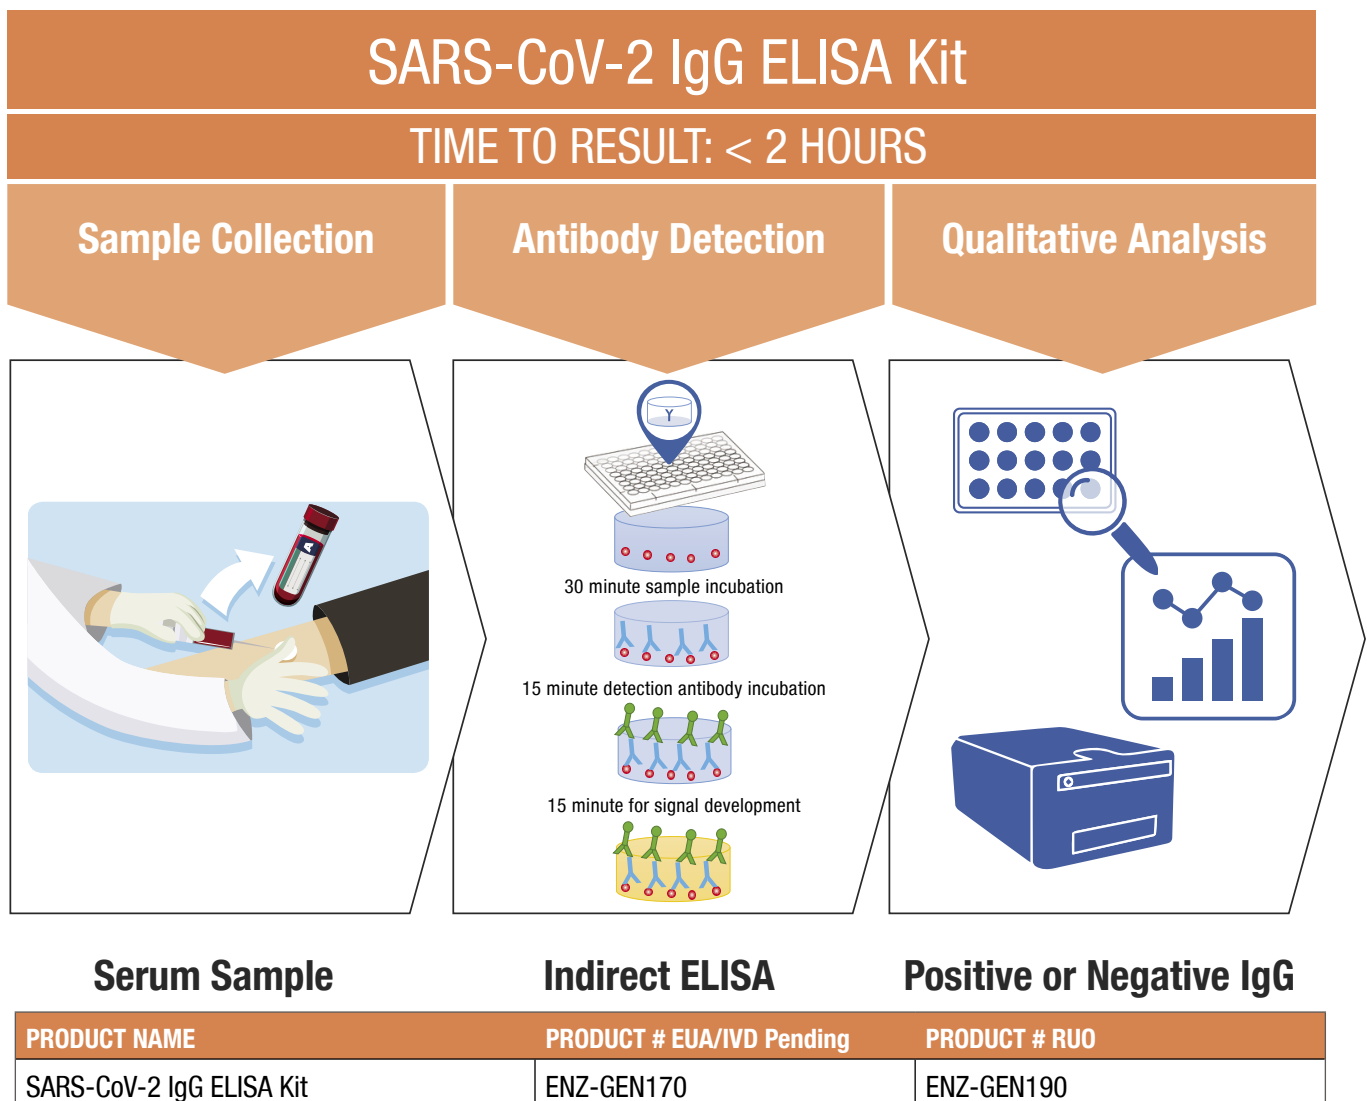 SARS-CoV-2 IgG ELISA Kit
TIME TO RESULT: < 2 HOURS
Sample Collection
Antibody Detection
Qualitative Analysis
Y
30 minute sample incubation
15 minute detection antibody incubation
15 minute for signal development
Serum Sample
Indirect ELISA
Positive or Negative IgG
PRODUCT NAME
PRODUCT # EUA/IVD Pending
PRODUCT # RUO
SARS-CoV-2 IgG ELISA Kit
ENZ-GEN170
ENZ-GEN190